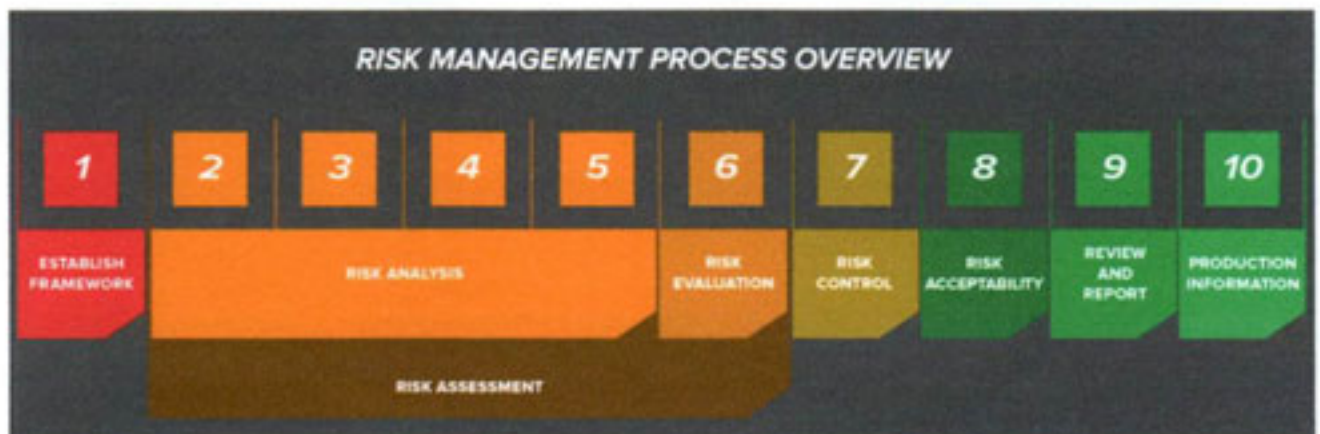 RISK MANAGEMENT PROCESS OVERVIEW
1 2 3 4 5 6 7 8 9 10
ESTABLISH
FRAMEWORK
RISK ANALYSIS
RISK
EVALUATION
RISK
CONTROL
RISK
ACCEPTABILITY
REVIEW
AND
REPORT
PRODUCTION
INFORMATION
RISK ASSESSMENT